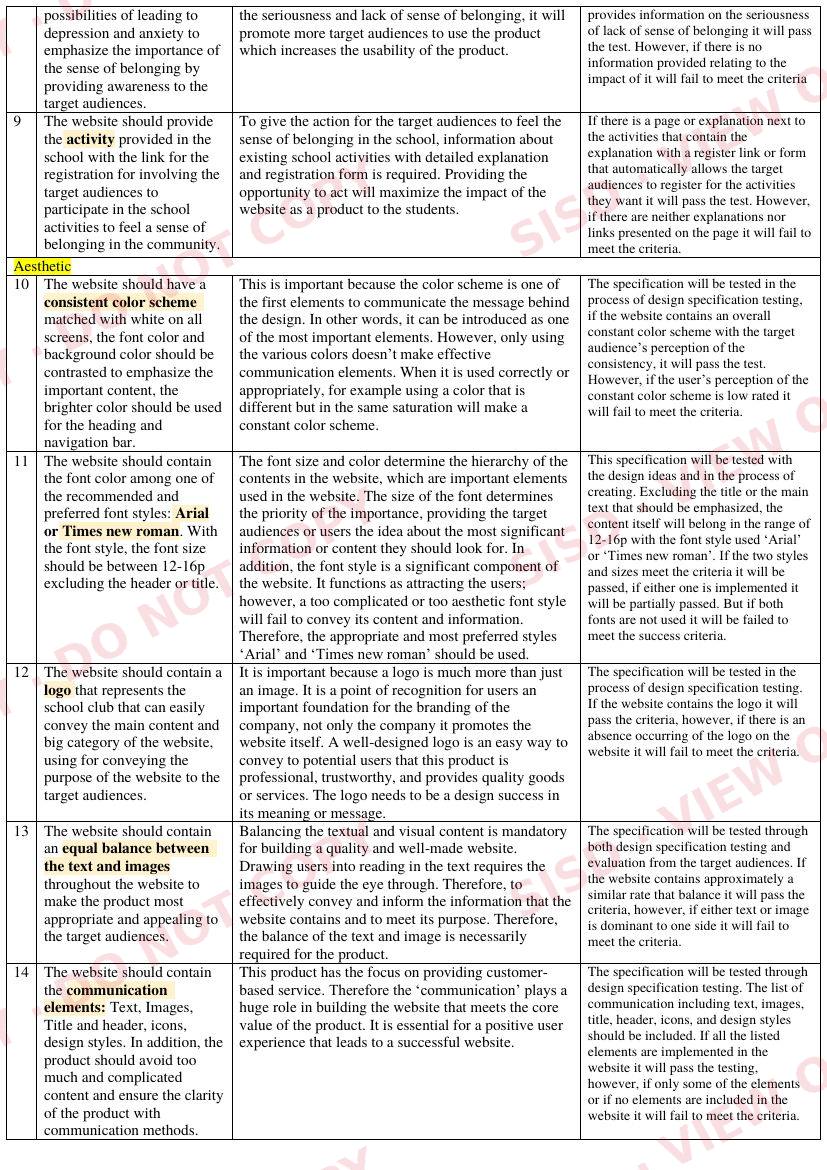 possibilities of leading to
depression and anxiety to
emphasize the importance of
the sense of belonging by
providing awareness to the
target audiences.
the seriousness and lack of sense of belonging, it will
promote more target audiences to use the product
which increases the usability of the product.
provides information on the seriousness
of lack of sense of belonging it will pass
the test. However, if there is no
information provided relating to the
impact of it will fail to meet the criteria
9
The website should provide
the activity provided in the
school with the link for the
registration for involving the
target audiences to
participate in the school
activities to feel a sense of
belonging in the community.
To give the action for the target audiences to feel the
sense of belonging in the school, information about
existing school activities with detailed explanation
and registration form is required. Providing the
opportunity to act will maximize the impact of the
website as a product to the students.
If there is a page or explanation next to
the activities that contain the
explanation with a register link or form
that automatically allows the target
audiences to register for the activities
they want it will pass the test. However,
if there are neither explanations nor
links presented on the page it will fail to
meet the criteria.
Aesthetic
10
The website should have a
consistent color scheme
matched with white on all
screens, the font color and
background color should be
contrasted to emphasize the
important content, the
brighter color should be used
for the heading and
navigation bar.
This is important because the color scheme is one of
the first elements to communicate the message behind
the design. In other words, it can be introduced as one
of the most important elements. However, only using
the various colors doesn't make effective
communication elements. When it is used correctly or
appropriately, for example using a color that is
different but in the same saturation will make a
constant color scheme.
The specification will be tested in the
process of design specification testing,
if the website contains an overall
constant color scheme with the target
audience's perception of the
consistency, it will pass the test.
However, if the user's perception of the
constant color scheme is low rated it
will fail to meet the criteria.
11
The website should contain
the font color among one of
the recommended and
preferred font styles: Arial
or Times new roman. With
the font style, the font size
should be between 12-16p
excluding the header or title.
The font size and color determine the hierarchy of the
contents in the website, which are important elements
used in the website. The size of the font determines
the priority of the importance, providing the target
audiences or users the idea about the most significant
information or content they should look for. In
addition, the font style is a significant component of
the website. It functions as attracting the users;
however, a too complicated or too aesthetic font style
will fail to convey its content and information.
Therefore, the appropriate and most preferred styles
‘Arial’ and ‘Times new roman’ should be used.
This specification will be tested with
the design ideas and in the process of
creating. Excluding the title or the main
text that should be emphasized, the
content itself will belong in the range of
12-16p with the font style used ‘Arial’
or ‘Times new roman’. If the two styles
and sizes meet the criteria it will be
passed, if either one is implemented it
will be partially passed. But if both
fonts are not used it will be failed to
meet the success criteria.
12
The website should contain a
logo that represents the
school club that can easily
convey the main content and
big category of the website,
using for conveying the
purpose of the website to the
target audiences.
It is important because a logo is much more than just
an image. It is a point of recognition for users an
important foundation for the branding of the
company, not only the company it promotes the
website itself. A well-designed logo is an easy way to
convey to potential users that this product is
professional, trustworthy, and provides quality goods
or services. The logo needs to be a design success in
its meaning or message.
The specification will be tested in the
process of design specification testing.
If the website contains the logo it will
pass the criteria, however, if there is an
absence occurring of the logo on the
website it will fail to meet the criteria.
13
The website should contain
an equal balance between
the text and images
throughout the website to
make the product most
appropriate and appealing to
the target audiences.
Balancing the textual and visual content is mandatory
for building a quality and well-made website.
Drawing users into reading in the text requires the
images to guide the eye through. Therefore, to
effectively convey and inform the information that the
website contains and to meet its purpose. Therefore,
the balance of the text and image is necessarily
required for the product.
The specification will be tested through
both design specification testing and
evaluation from the target audiences. If
the website contains approximately a
similar rate that balance it will pass the
criteria, however, if either text or image
is dominant to one side it will fail to
meet the criteria.
14
The website should contain
the communication
elements: Text, Images,
Title and header, icons,
design styles. In addition, the
product should avoid too
much and complicated
content and ensure the clarity
of the product with
communication methods.
This product has the focus on providing customer-
based service. Therefore the ‘communication’ plays a
huge role in building the website that meets the core
value of the product. It is essential for a positive user
experience that leads to a successful website.
The specification will be tested through
design specification testing. The list of
communication including text, images,
title, header, icons, and design styles
should be included. If all the listed
elements are implemented in the
website it will pass the testing,
however, if only some of the elements
or if no elements are included in the
website it will fail to meet the criteria.